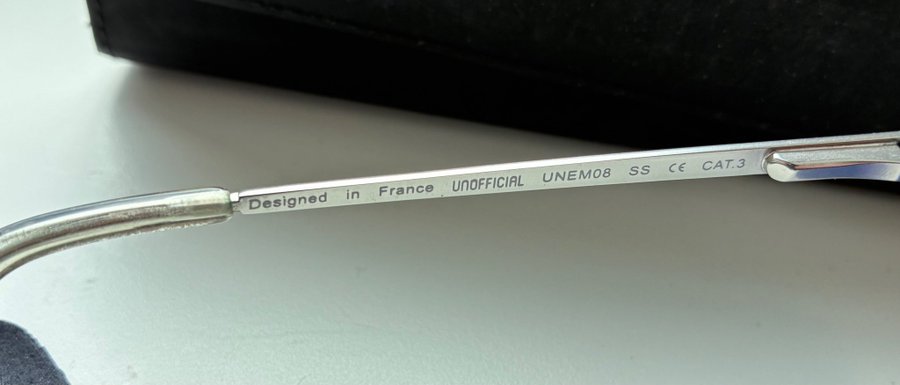 Designed in France UNOFFICIAL UNEM08 SS CE CAT.3